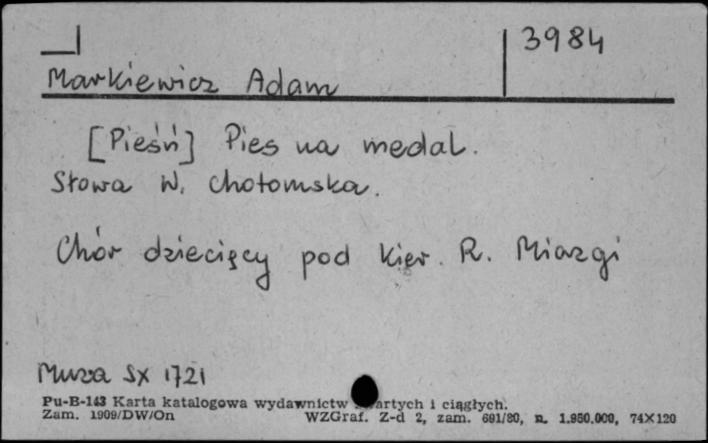 3984
Markiewicz Adam
[Pieśń] Pies na medal.
Słowa W. Chotomska.
Chór dziecięcy pod kier. R. Miazgi
Muza SX 1721
Pu-B-143 Karta katalogowa wydawnictw i ciągłych.
Zam. 1909/DW/On WZGraf. Z-d 2, zam. 691/80, n. 1.950.000, 74X120